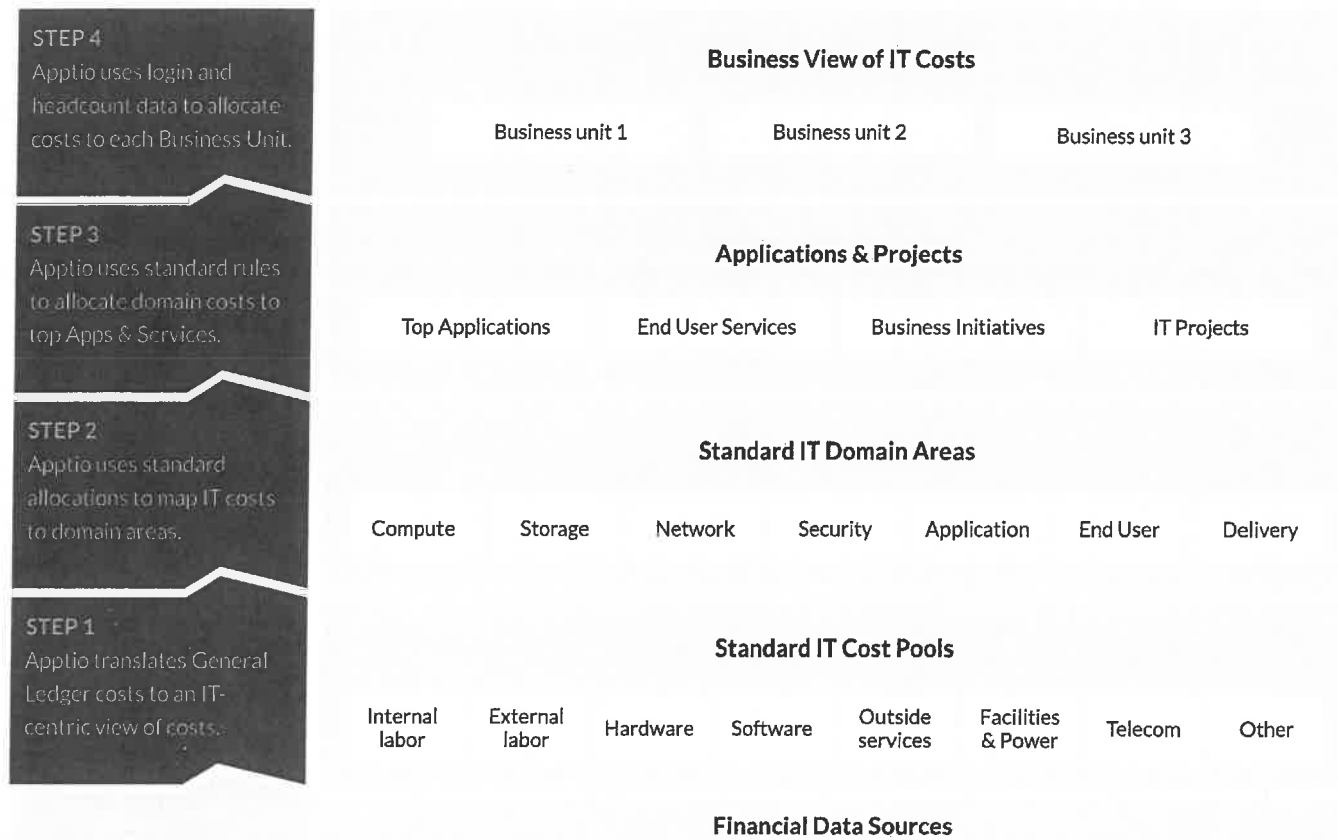 STEP 4
Apptio uses login and
headcount data to allocate
costs to each Business Unit.
Business View of IT Costs
Business unit 1
Business unit 2
Business unit 3
STEP 3
Apptio uses standard rules
to allocate domain costs to
top Apps & Services.
Applications & Projects
Top Applications
End User Services
Business Initiatives
IT Projects
STEP 2
Apptio uses standard
allocations to map IT costs
to domain areas.
Standard IT Domain Areas
Compute
Storage
Network
Security
Application
End User
Delivery
STEP 1
Apptio translates General
Ledger costs to an IT-
centric view of costs.
Standard IT Cost Pools
Internal
labor
External
labor
Hardware
Software
Outside
services
Facilities
& Power
Telecom
Other
Financial Data Sources